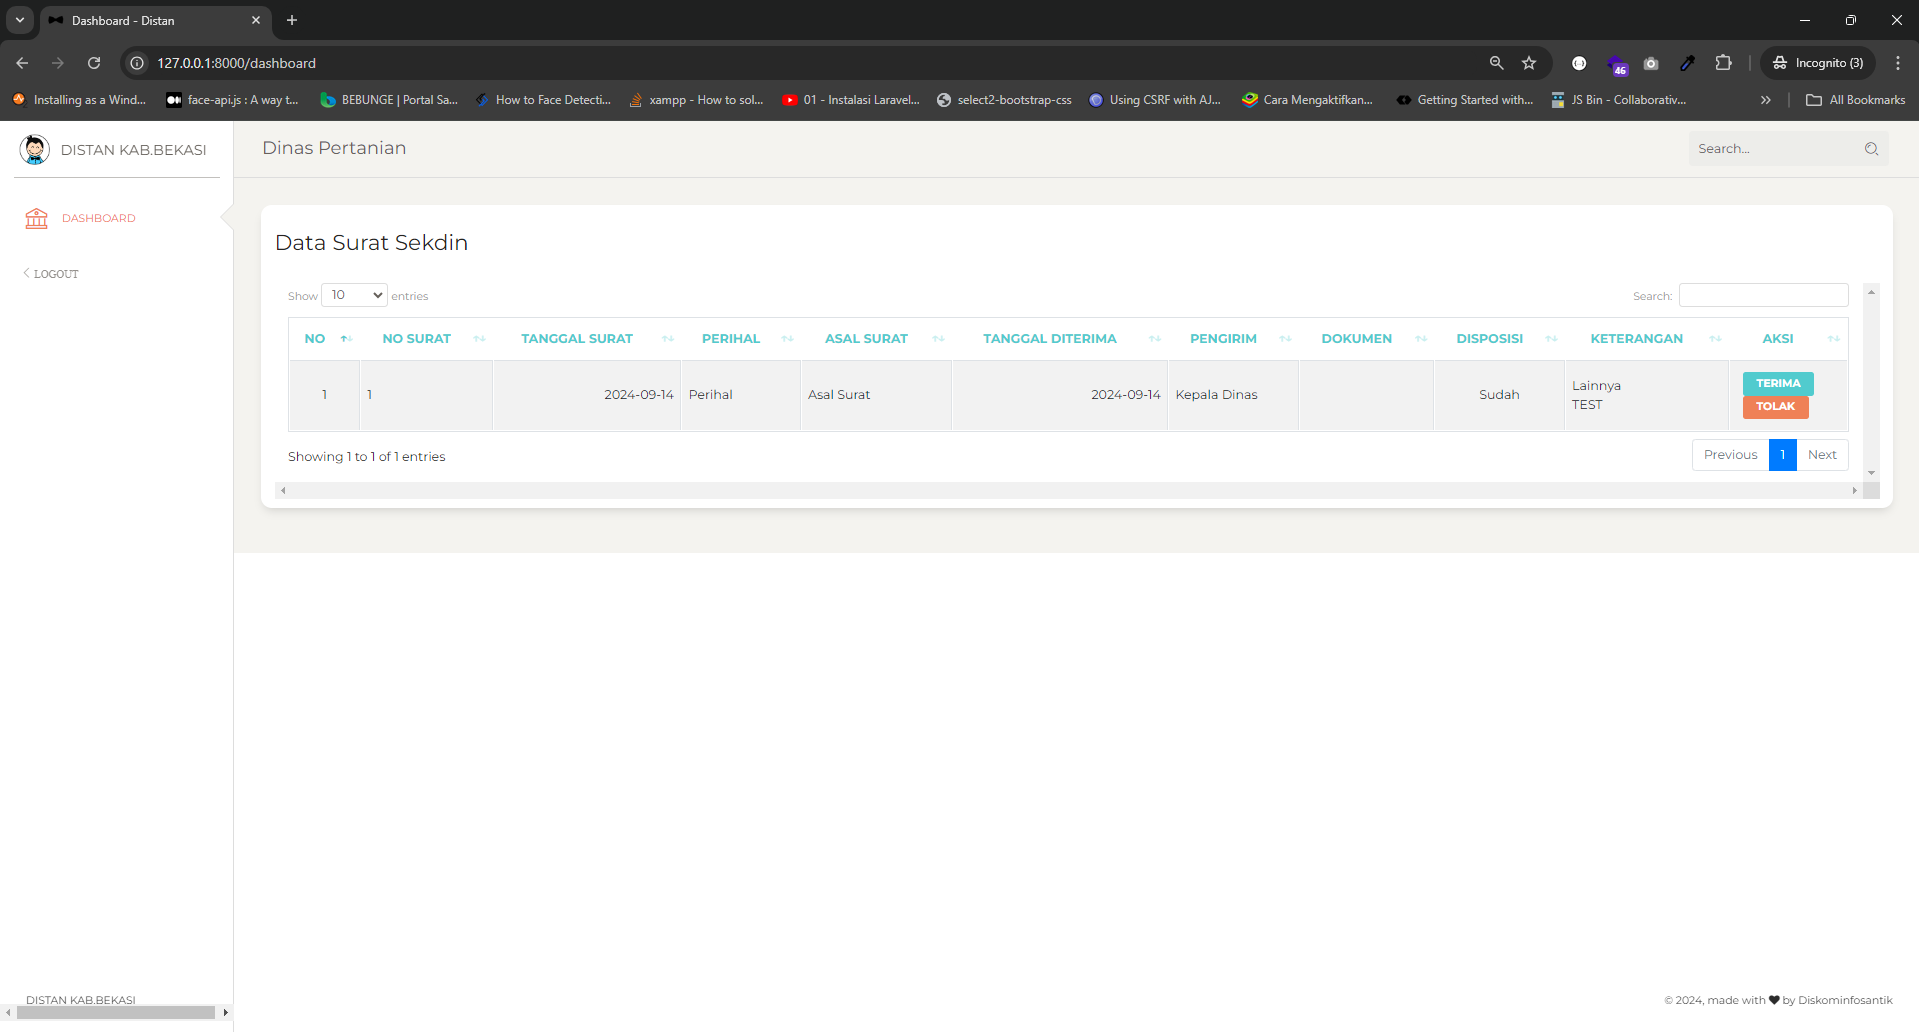 Dashboard - Distan
127.0.0.1:8000/dashboard
Incognito (3)
46
Installing as a Wind...
face-api.js : A way t...
BEBUNGE | Portal Sa...
How to Face Detecti...
xampp - How to sol...
01 - Instalasi Laravel...
select2-bootstrap-css
Using CSRF with AJ...
Cara Mengaktifkan...
Getting Started with...
JS Bin - Collaborativ...
All Bookmarks
DISTAN KAB.BEKASI
Dinas Pertanian
Search...
DASHBOARD
LOGOUT
Data Surat Sekdin
Show 10 entries
Search:
NO NO SURAT TANGGAL SURAT PERIHAL ASAL SURAT TANGGAL DITERIMA PENGIRIM DOKUMEN DISPOSISI KETERANGAN AKSI
1 1 2024-09-14 Perihal Asal Surat 2024-09-14 Kepala Dinas Sudah
Lainnya
TEST
TERIMA
TOLAK
Showing 1 to 1 of 1 entries
Previous 1 Next
DISTAN KAB.BEKASI
© 2024, made with ♥ by Diskominfosantik